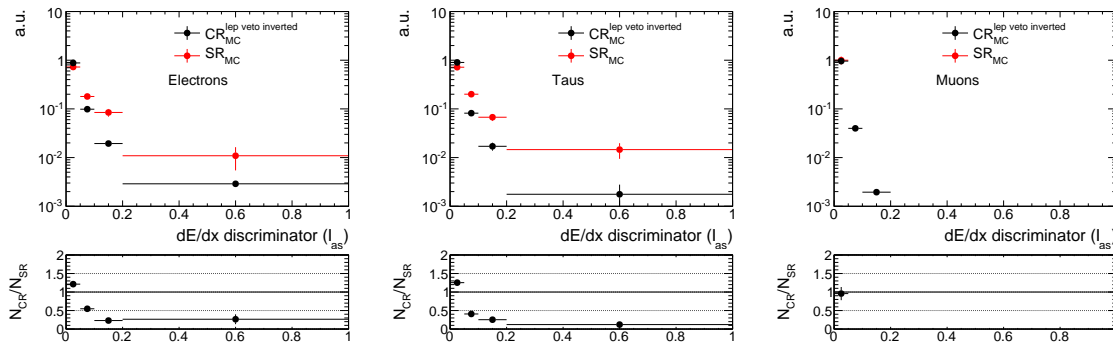 a.u.
10
1
10^-1
10^-2
10^-3
CR_MC^lep veto inverted
SR_MC
Electrons
0 0.2 0.4 0.6 0.8 1
dE/dx discriminator (I_as)
N_CR/N_SR
2
1.5
1
0.5
0
0 0.2 0.4 0.6 0.8 1
a.u.
10
1
10^-1
10^-2
10^-3
CR_MC^lep veto inverted
SR_MC
Taus
0 0.2 0.4 0.6 0.8 1
dE/dx discriminator (I_as)
N_CR/N_SR
2
1.5
1
0.5
0
0 0.2 0.4 0.6 0.8 1
a.u.
10
1
10^-1
10^-2
10^-3
CR_MC^lep veto inverted
SR_MC
Muons
0 0.2 0.4 0.6 0.8 1
dE/dx discriminator (I_as)
N_CR/N_SR
2
1.5
1
0.5
0
0 0.2 0.4 0.6 0.8 1